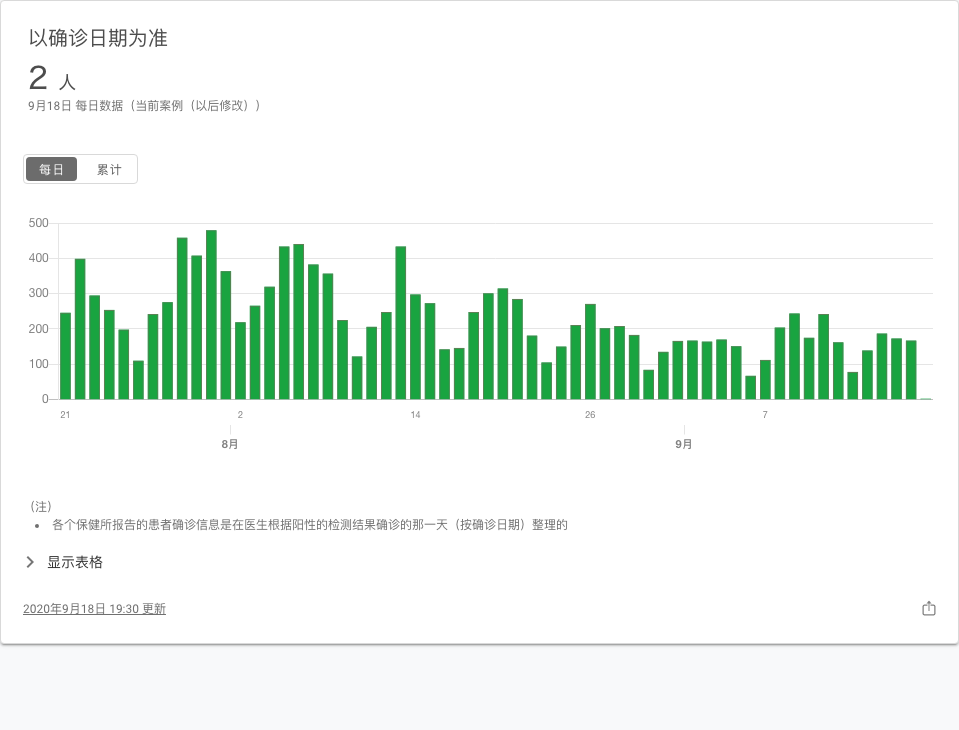 以确诊日期为准
2 人
9月18日 每日数据（当前案例（以后修改））
每日 累计
500
400
300
200
100
0
21 2 14 26 7
8月 9月
（注）
• 各个保健所报告的患者确诊信息是在医生根据阳性的检测结果确诊的那一天（按确诊日期）整理的
显示表格
2020年9月18日 19:30 更新